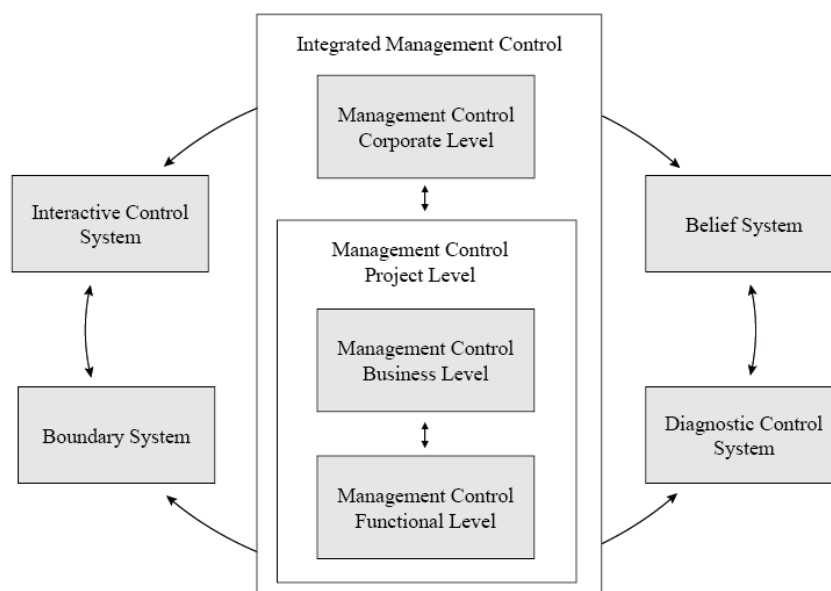 Integrated Management Control
Management Control
Corporate Level
Interactive Control
System
Belief System
Management Control
Project Level
Management Control
Business Level
Boundary System
Diagnostic Control
System
Management Control
Functional Level